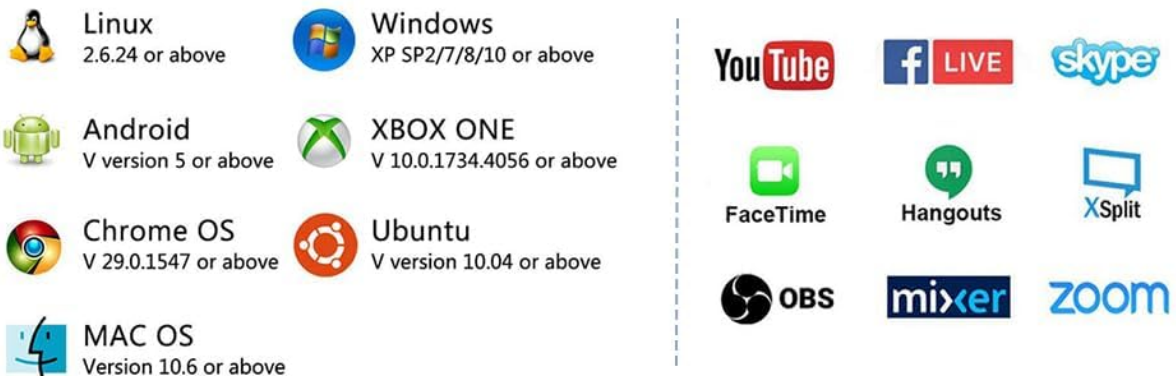 Linux
2.6.24 or above
Windows
XP SP2/7/8/10 or above
Android
V version 5 or above
XBOX ONE
V 10.0.1734.4056 or above
Chrome OS
V 29.0.1547 or above
Ubuntu
V version 10.04 or above
MAC OS
Version 10.6 or above
YouTube
f LIVE
skype
FaceTime
Hangouts
XSplit
OBS
mixer
zoom